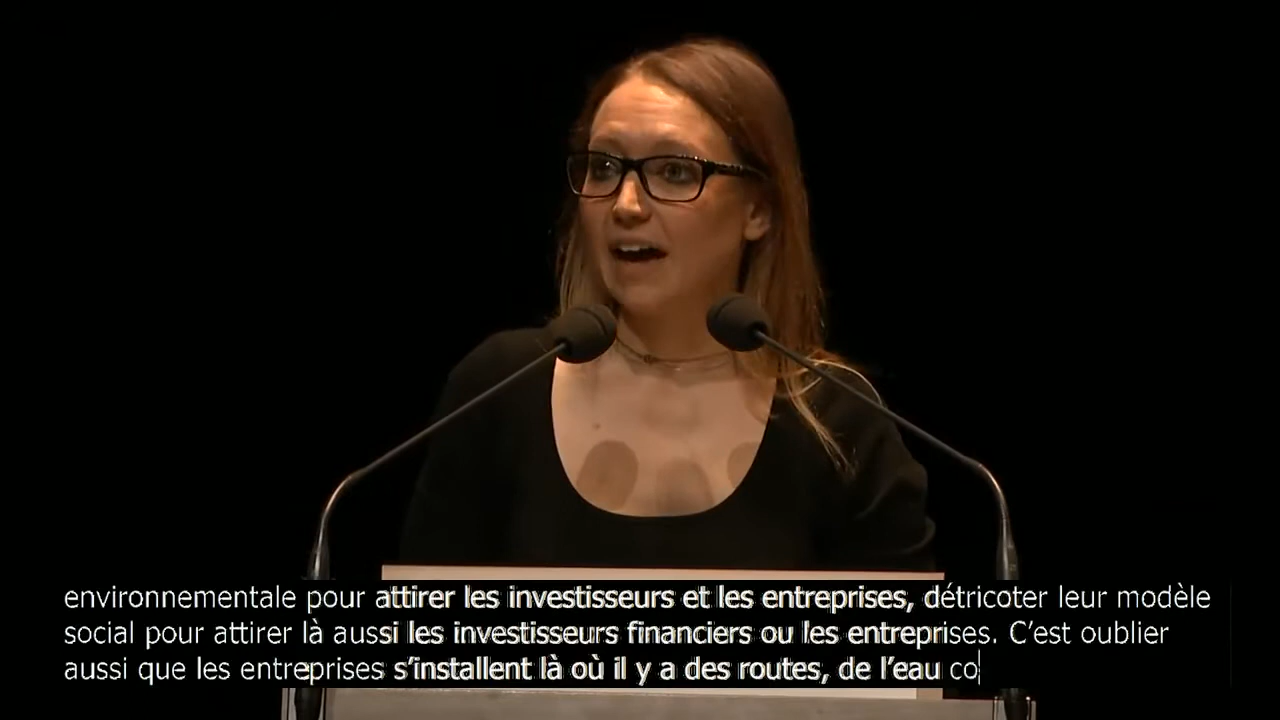 environnementale pour attirer les investisseurs et les entreprises, détricoter leur modèle
social pour attirer là aussi les investisseurs financiers ou les entreprises. C’est oublier
aussi que les entreprises s’installent là où il y a des routes, de l’eau co